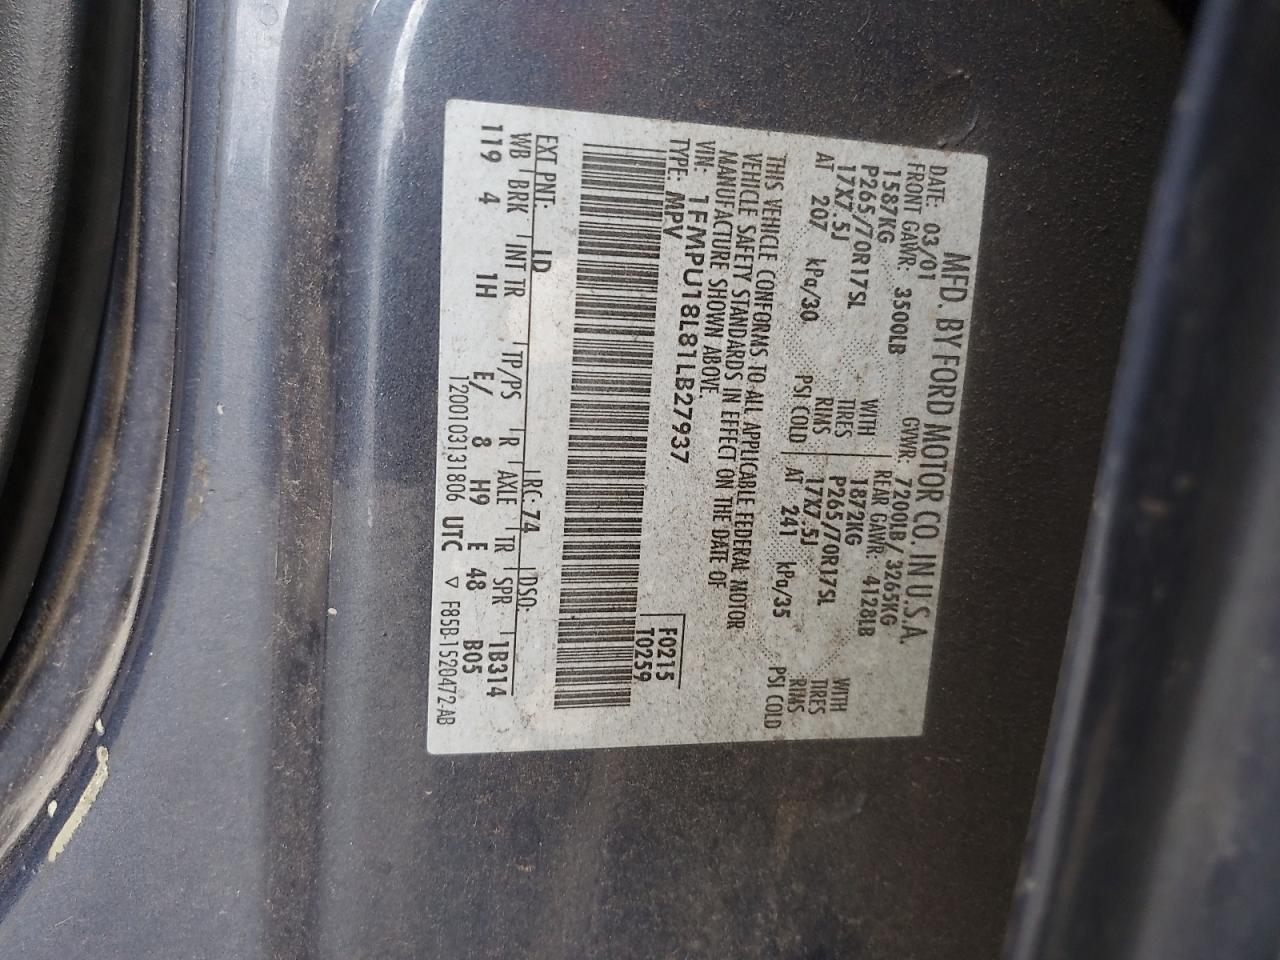 MFD. BY FORD MOTOR CO. IN U.S.A.
DATE: 03/01 GVWR: 7200LB/3265KG
FRONT GAWR: 3500LB REAR GAWR: 4128LB
1587KG WITH 1872KG WITH
P265/70R17SL TIRES P265/70R17SL TIRES
17X7.5J RIMS 17X7.5J RIMS
AT 207 kPa/30 PSI COLD AT 241 kPa/35 PSI COLD
THIS VEHICLE CONFORMS TO ALL APPLICABLE FEDERAL MOTOR
VEHICLE SAFETY STANDARDS IN EFFECT ON THE DATE OF
MANUFACTURE SHOWN ABOVE.
VIN: 1FMPU18L81LB27937 F0215
TYPE: MPV T0259
EXT PNT: LD RC: 74 DSO:
WB BRK INT TR TP/PS R AXLE TR SPR 1B314
119 4 1H E/ 8 H9 E 48 B05
1200103131806 UTC ▽ F85B-1520472-AB